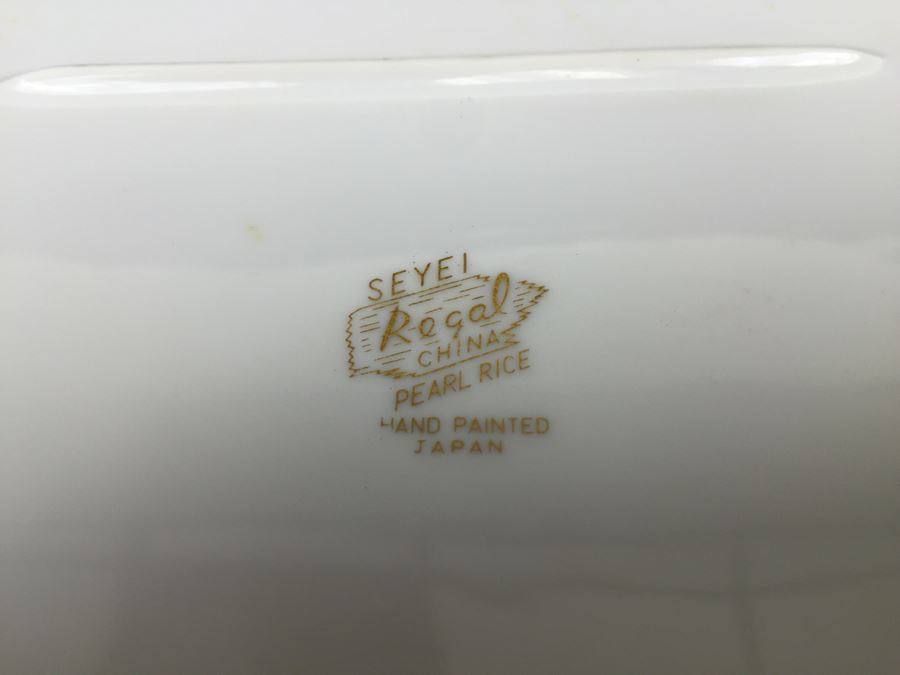 SEYEI
Regal
CHINA
PEARL RICE
HAND PAINTED
JAPAN